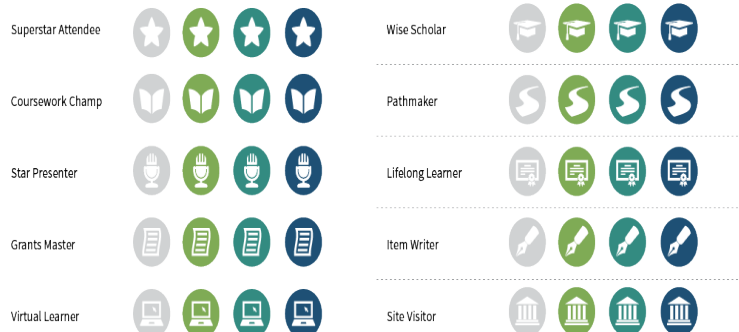 Superstar Attendee
Wise Scholar
Coursework Champ
Pathmaker
Star Presenter
Lifelong Learner
Grants Master
Item Writer
Virtual Learner
Site Visitor